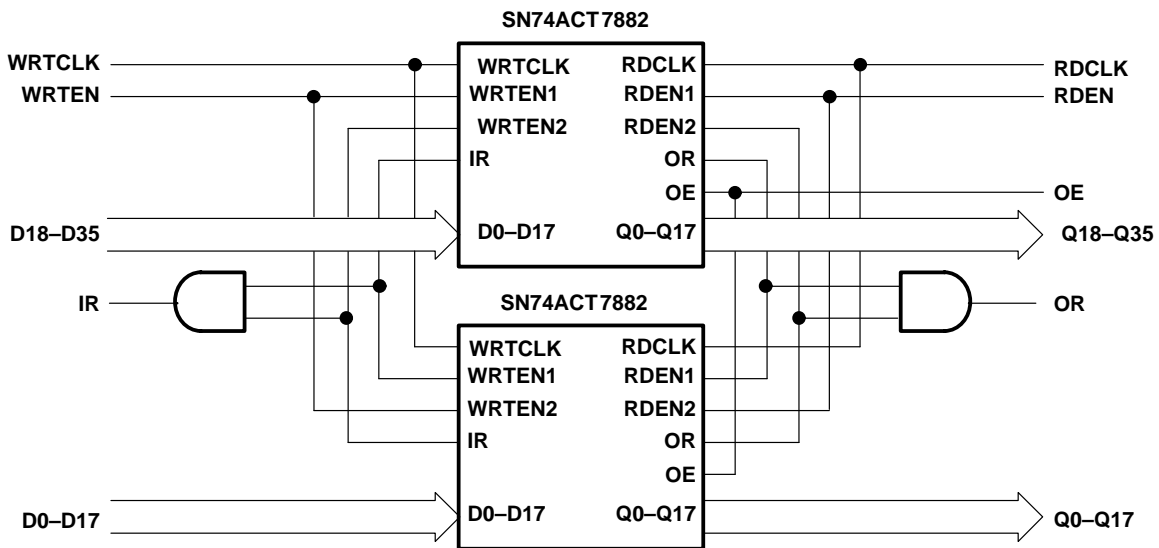 SN74ACT7882
WRTCLK
WRTEN
WRTCLK
WRTEN1
WRTEN2
IR
D0–D17
RDCLK
RDEN1
RDEN2
OR
OE
Q0–Q17
RDCLK
RDEN
OE
D18–D35
Q18–Q35
IR
OR
SN74ACT7882
WRTCLK
WRTEN1
WRTEN2
IR
D0–D17
RDCLK
RDEN1
RDEN2
OR
OE
Q0–Q17
D0–D17
Q0–Q17